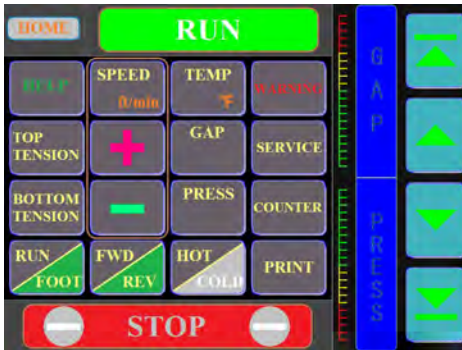 HOME
RUN
HELP
SPEED
ft/min
TEMP
°F
WARNING
TOP
TENSION
+
GAP
SERVICE
BOTTOM
TENSION
−
PRESS
COUNTER
RUN
FOOT
FWD
REV
HOT
COLD
PRINT
STOP
GAP
PRESS